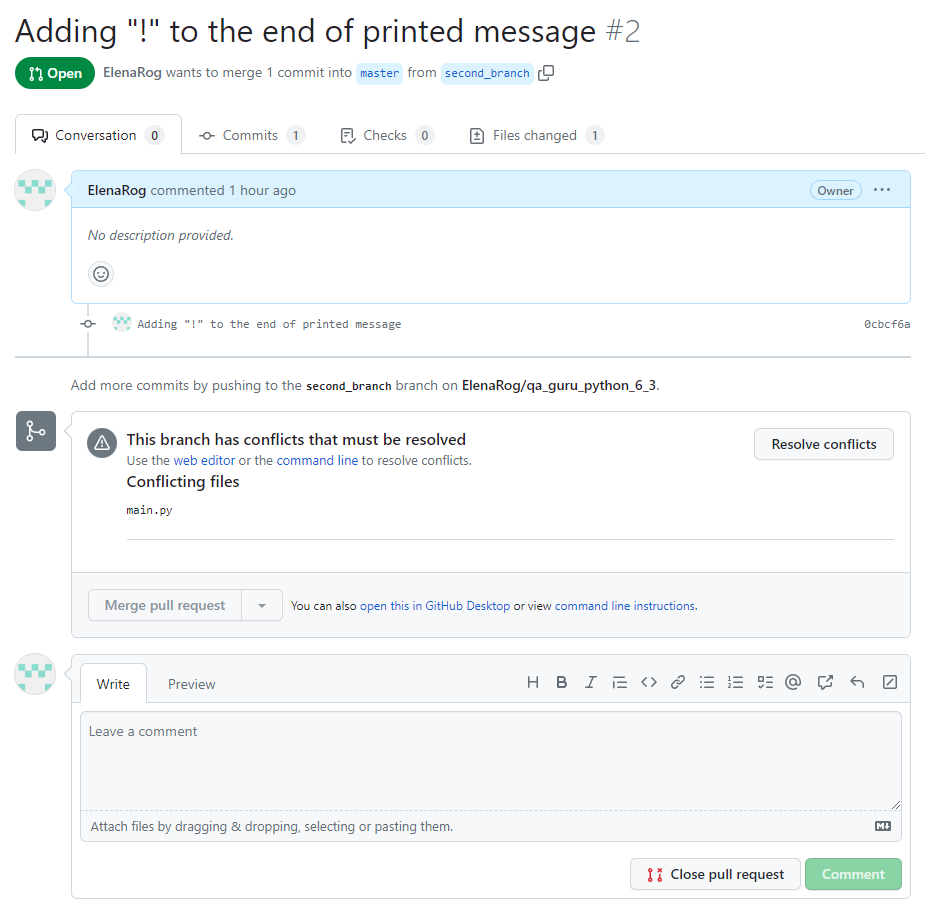 Adding "!" to the end of printed message #2
Open ElenaRog wants to merge 1 commit into master from second_branch
Conversation 0 Commits 1 Checks 0 Files changed 1
ElenaRog commented 1 hour ago Owner
No description provided.
Adding "!" to the end of printed message 0cbcf6a
Add more commits by pushing to the second_branch branch on ElenaRog/qa_guru_python_6_3.
This branch has conflicts that must be resolved
Resolve conflicts
Use the web editor or the command line to resolve conflicts.
Conflicting files
main.py
Merge pull request You can also open this in GitHub Desktop or view command line instructions.
Write Preview
Leave a comment
Attach files by dragging & dropping, selecting or pasting them.
Close pull request Comment